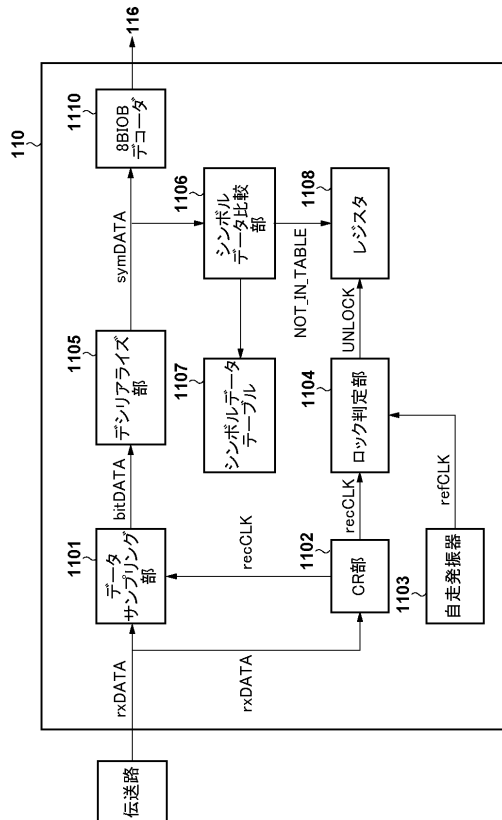 110
伝送路
rxDATA
rxDATA
1101
データ
サンプリング
部
bitDATA
1105
デシリアライズ
部
symDATA
1110
8BIOB
デコーダ
116
recCLK
1107
シンボルデータ
テーブル
1106
シンボル
データ比較
部
NOT_IN_TABLE
1102
CR部
recCLK
1104
ロック判定部
UNLOCK
1108
レジスタ
1103
自走発振器
refCLK